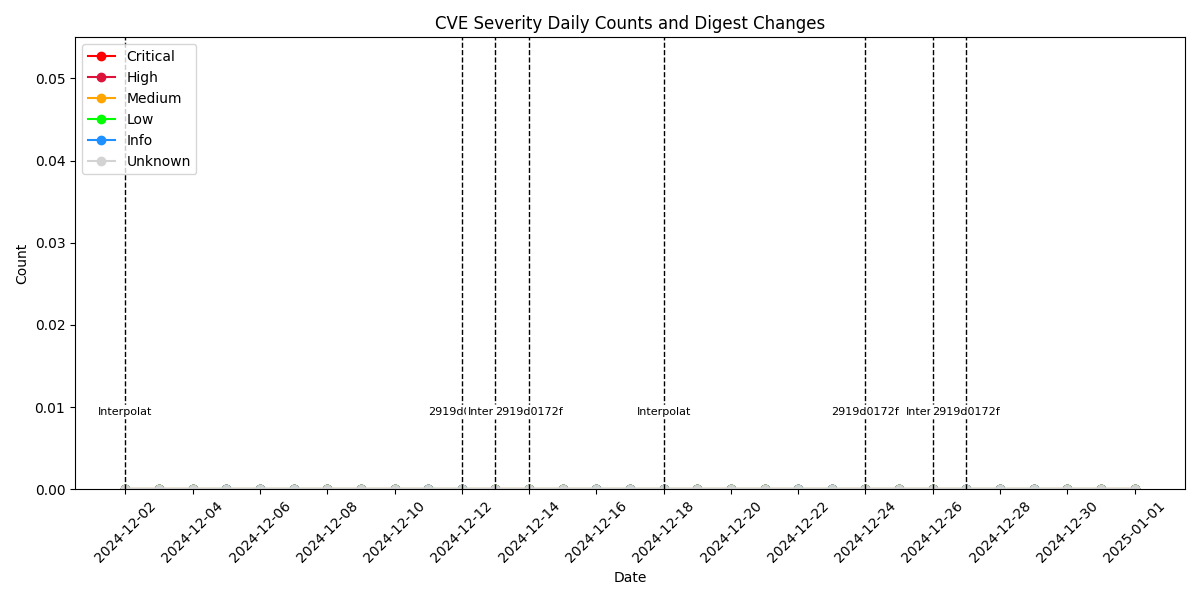 CVE Severity Daily Counts and Digest Changes
Critical
High
Medium
Low
Info
Unknown
0.05
0.04
0.03
0.02
0.01
0.00
Count
Interpolat
2919d0
Inter
2919d0172f
Interpolat
2919d0172f
Inter
2919d0172f
2024-12-02
2024-12-04
2024-12-06
2024-12-08
2024-12-10
2024-12-12
2024-12-14
2024-12-16
2024-12-18
2024-12-20
2024-12-22
2024-12-24
2024-12-26
2024-12-28
2024-12-30
2025-01-01
Date